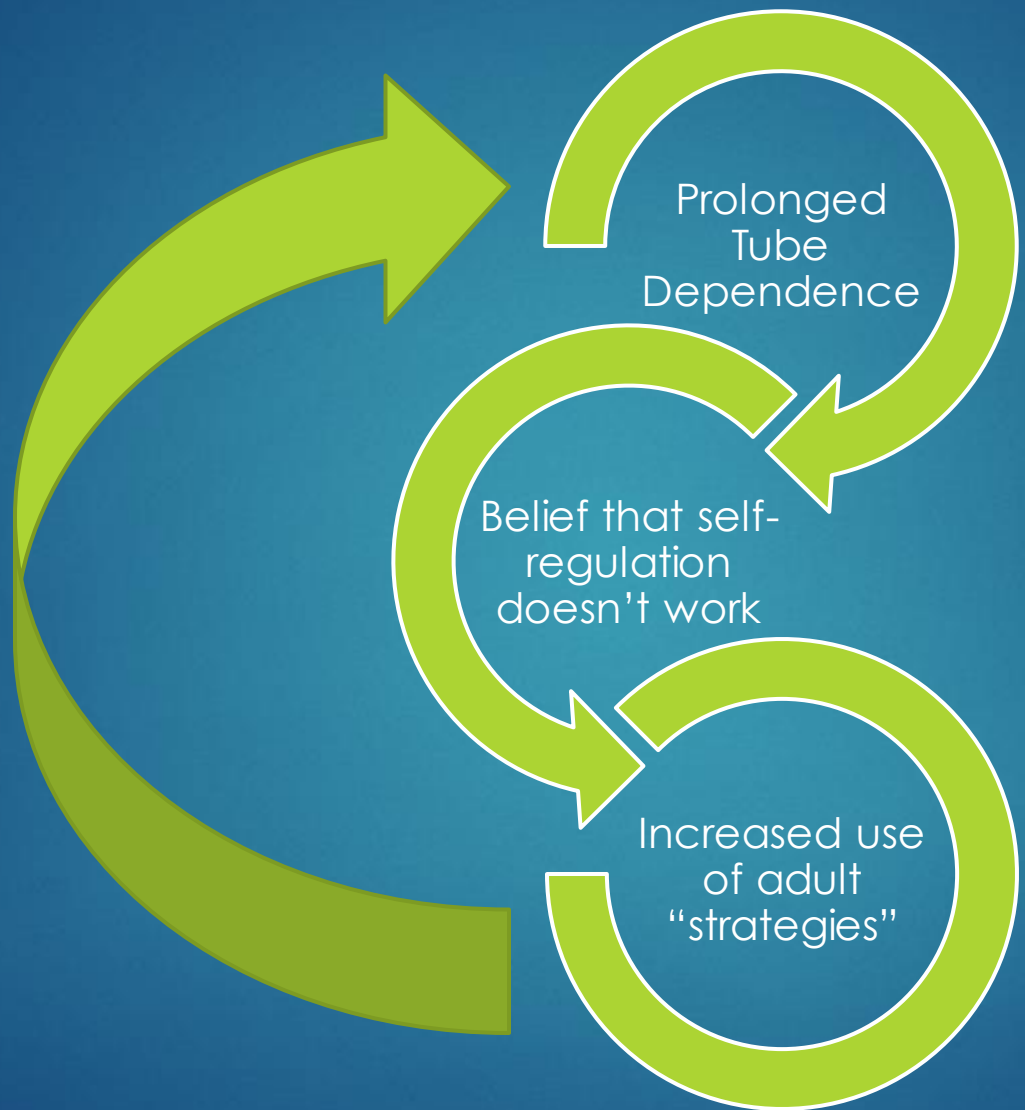 Prolonged
Tube
Dependence
Belief that self-
regulation
doesn’t work
Increased use
of adult
“strategies”